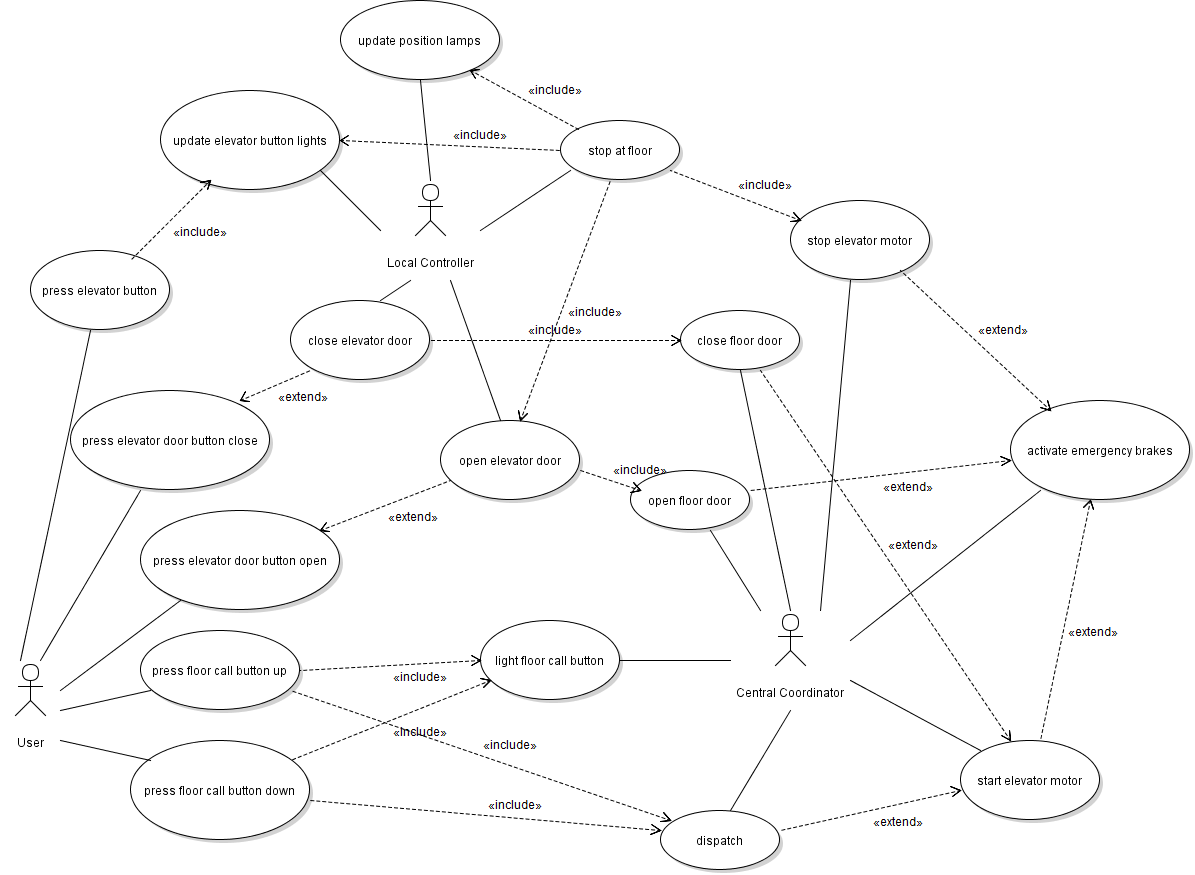 update position lamps
«include»
«include»
update elevator button lights
stop at floor
«include»
«include»
stop elevator motor
Local Controller
press elevator button
«include»
«include»
«extend»
close elevator door
close floor door
«extend»
press elevator door button close
activate emergency brakes
open elevator door
«include»
«extend»
open floor door
«extend»
«extend»
press elevator door button open
«extend»
light floor call button
press floor call button up
«include»
Central Coordinator
User
«include»
«include»
start elevator motor
press floor call button down
«include»
«extend»
dispatch